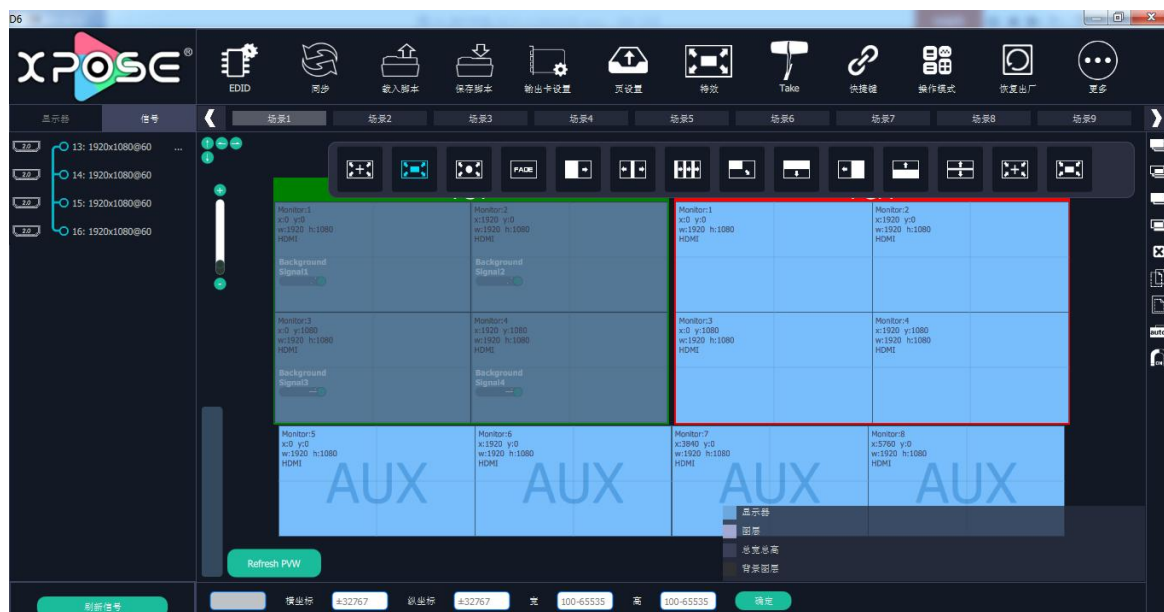 D6
XPOSE®
EDID
同步
载入脚本
保存脚本
输出卡设置
页设置
特效
Take
快捷键
操作模式
恢复出厂
更多
显示器
信号
场景1
场景2
场景3
场景4
场景5
场景6
场景7
场景8
场景9
2.0 13: 1920x1080@60 ...
2.0 14: 1920x1080@60
2.0 15: 1920x1080@60
2.0 16: 1920x1080@60
FADE
Monitor:1
x:0 y:0
w:1920 h:1080
HDMI
Background
Signal1
Monitor:2
x:1920 y:0
w:1920 h:1080
HDMI
Background
Signal2
Monitor:1
x:0 y:0
w:1920 h:1080
HDMI
Monitor:2
x:1920 y:0
w:1920 h:1080
HDMI
Monitor:3
x:0 y:1080
w:1920 h:1080
HDMI
Background
Signal3
Monitor:4
x:1920 y:1080
w:1920 h:1080
HDMI
Background
Signal4
Monitor:3
x:0 y:1080
w:1920 h:1080
HDMI
Monitor:4
x:1920 y:1080
w:1920 h:1080
HDMI
Monitor:5
x:0 y:0
w:1920 h:1080
HDMI
AUX
Monitor:6
x:1920 y:0
w:1920 h:1080
HDMI
AUX
Monitor:7
x:3840 y:0
w:1920 h:1080
HDMI
AUX
Monitor:8
x:5760 y:0
w:1920 h:1080
HDMI
AUX
auto
显示器
图层
总宽总高
背景图层
Refresh PVW
刷新信号
横坐标
±32767
纵坐标
±32767
宽
100-65535
高
100-65535
确定